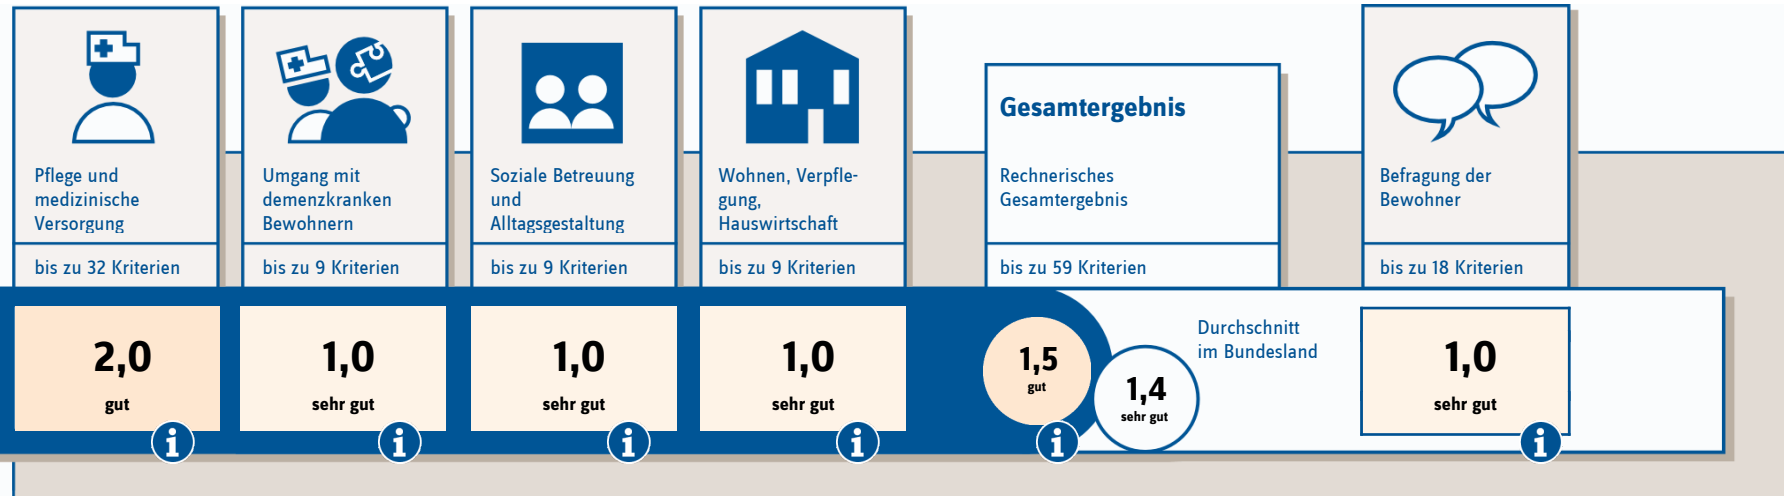 Pflege und
medizinische
Versorgung
bis zu 32 Kriterien
2,0
gut
i
Umgang mit
demenzkranken
Bewohnern
bis zu 9 Kriterien
1,0
sehr gut
i
Soziale Betreuung
und
Alltagsgestaltung
bis zu 9 Kriterien
1,0
sehr gut
i
Wohnen, Verpfle-
gung,
Hauswirtschaft
bis zu 9 Kriterien
1,0
sehr gut
i
Gesamtergebnis
Rechnerisches
Gesamtergebnis
bis zu 59 Kriterien
1,5
gut
i
1,4
sehr gut
Durchschnitt
im Bundesland
Befragung der
Bewohner
bis zu 18 Kriterien
1,0
sehr gut
i